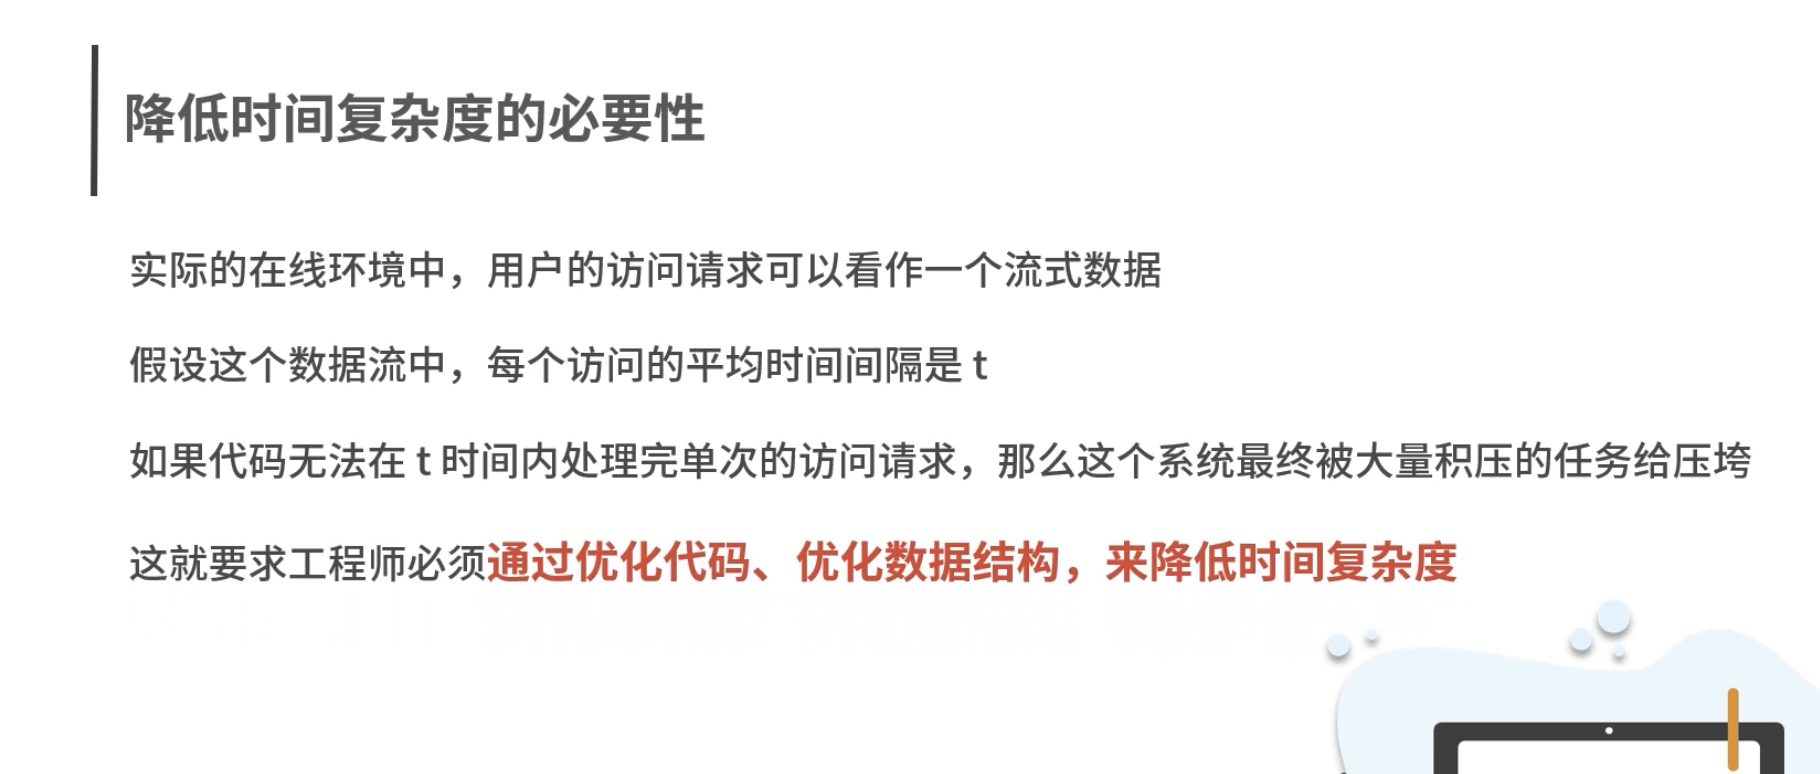 降低时间复杂度的必要性
实际的在线环境中，用户的访问请求可以看作一个流式数据
假设这个数据流中，每个访问的平均时间间隔是 t
如果代码无法在 t 时间内处理完单次的访问请求，那么这个系统最终被大量积压的任务给压垮
这就要求工程师必须通过优化代码、优化数据结构，来降低时间复杂度